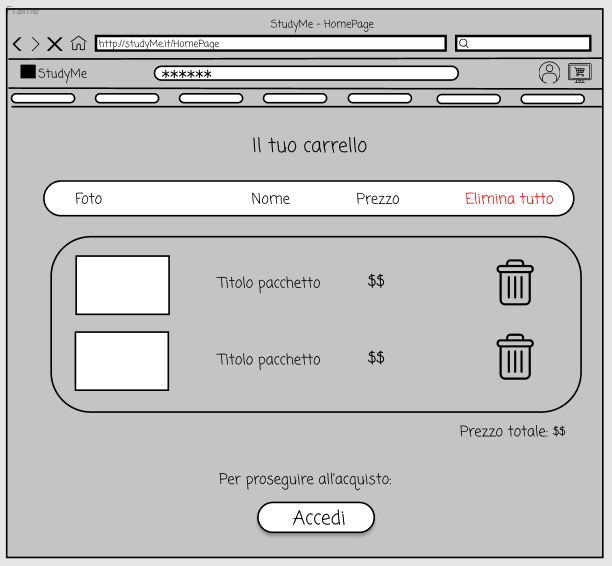 Frame
StudyMe - HomePage
http://studyMe.it/HomePage
StudyMe
******
Il tuo carrello
Foto Nome Prezzo Elimina tutto
Titolo pacchetto $$
Titolo pacchetto $$
Prezzo totale: $$
Per proseguire all'acquisto:
Accedi